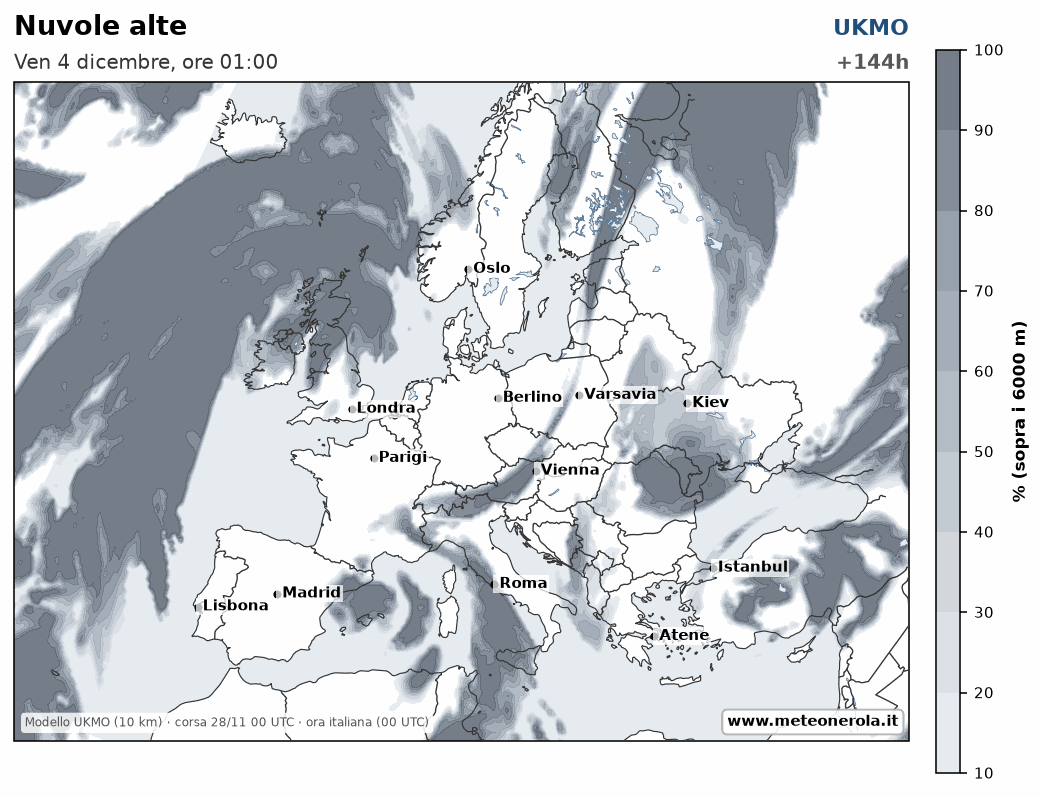 Nuvole alte
UKMO
Ven 4 dicembre, ore 01:00
+144h
100
90
80
70
60
50
40
30
20
10
% (sopra i 6000 m)
Oslo
Berlino
Varsavia
Kiev
Londra
Parigi
Vienna
Istanbul
Roma
Madrid
Lisbona
Atene
Modello UKMO (10 km) · corsa 28/11 00 UTC · ora italiana (00 UTC)
www.meteonerola.it